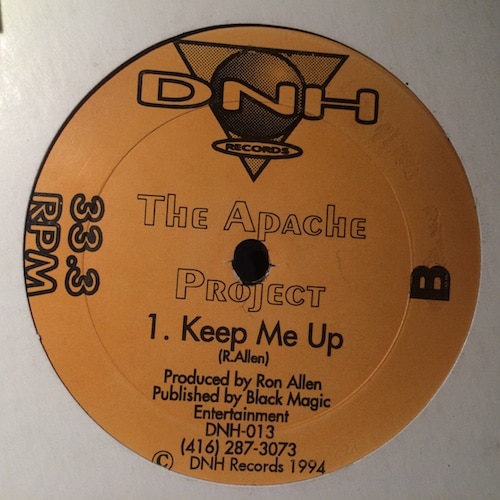 DNH
RECORDS
The Apache
Project
33.3
RPM
B
1. Keep Me Up
(R.Allen)
Produced by Ron Allen
Published by Black Magic
Entertainment
DNH-013
(416) 287-3073
© DNH Records 1994